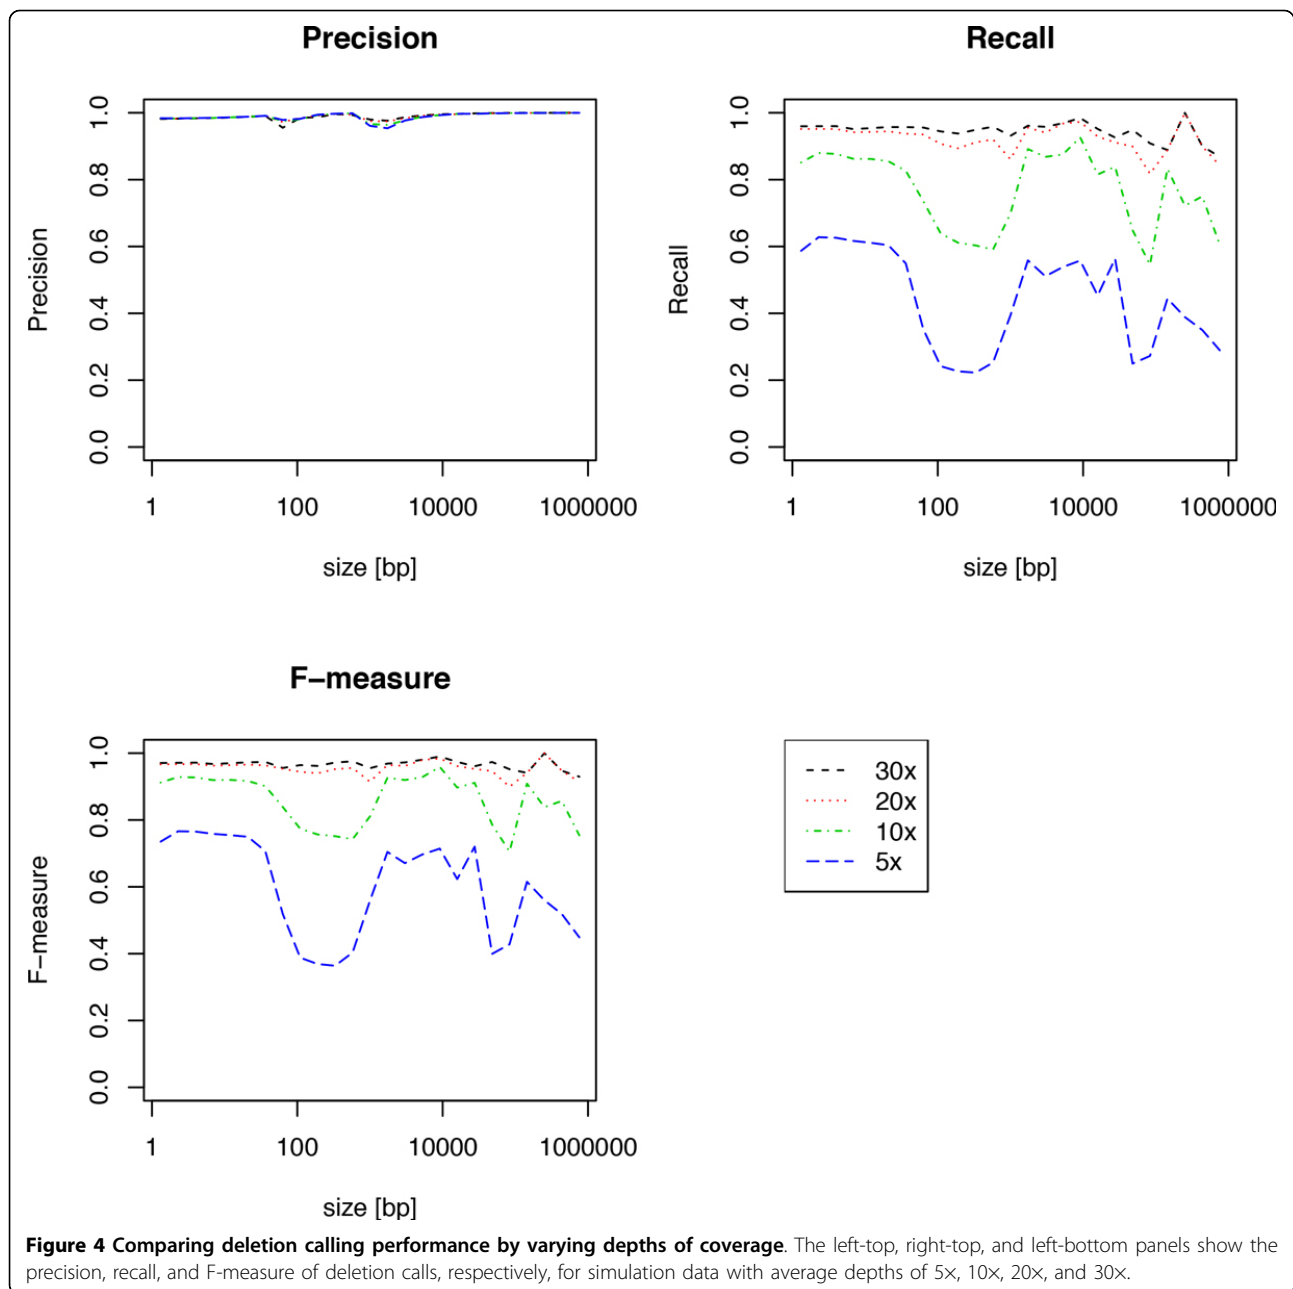 Precision
Precision
0.0 0.2 0.4 0.6 0.8 1.0
1 100 10000 1000000
size [bp]
Recall
Recall
0.0 0.2 0.4 0.6 0.8 1.0
1 100 10000 1000000
size [bp]
F−measure
F−measure
0.0 0.2 0.4 0.6 0.8 1.0
1 100 10000 1000000
size [bp]
30x
20x
10x
5x
Figure 4 Comparing deletion calling performance by varying depths of coverage. The left-top, right-top, and left-bottom panels show the
precision, recall, and F-measure of deletion calls, respectively, for simulation data with average depths of 5×, 10×, 20×, and 30×.